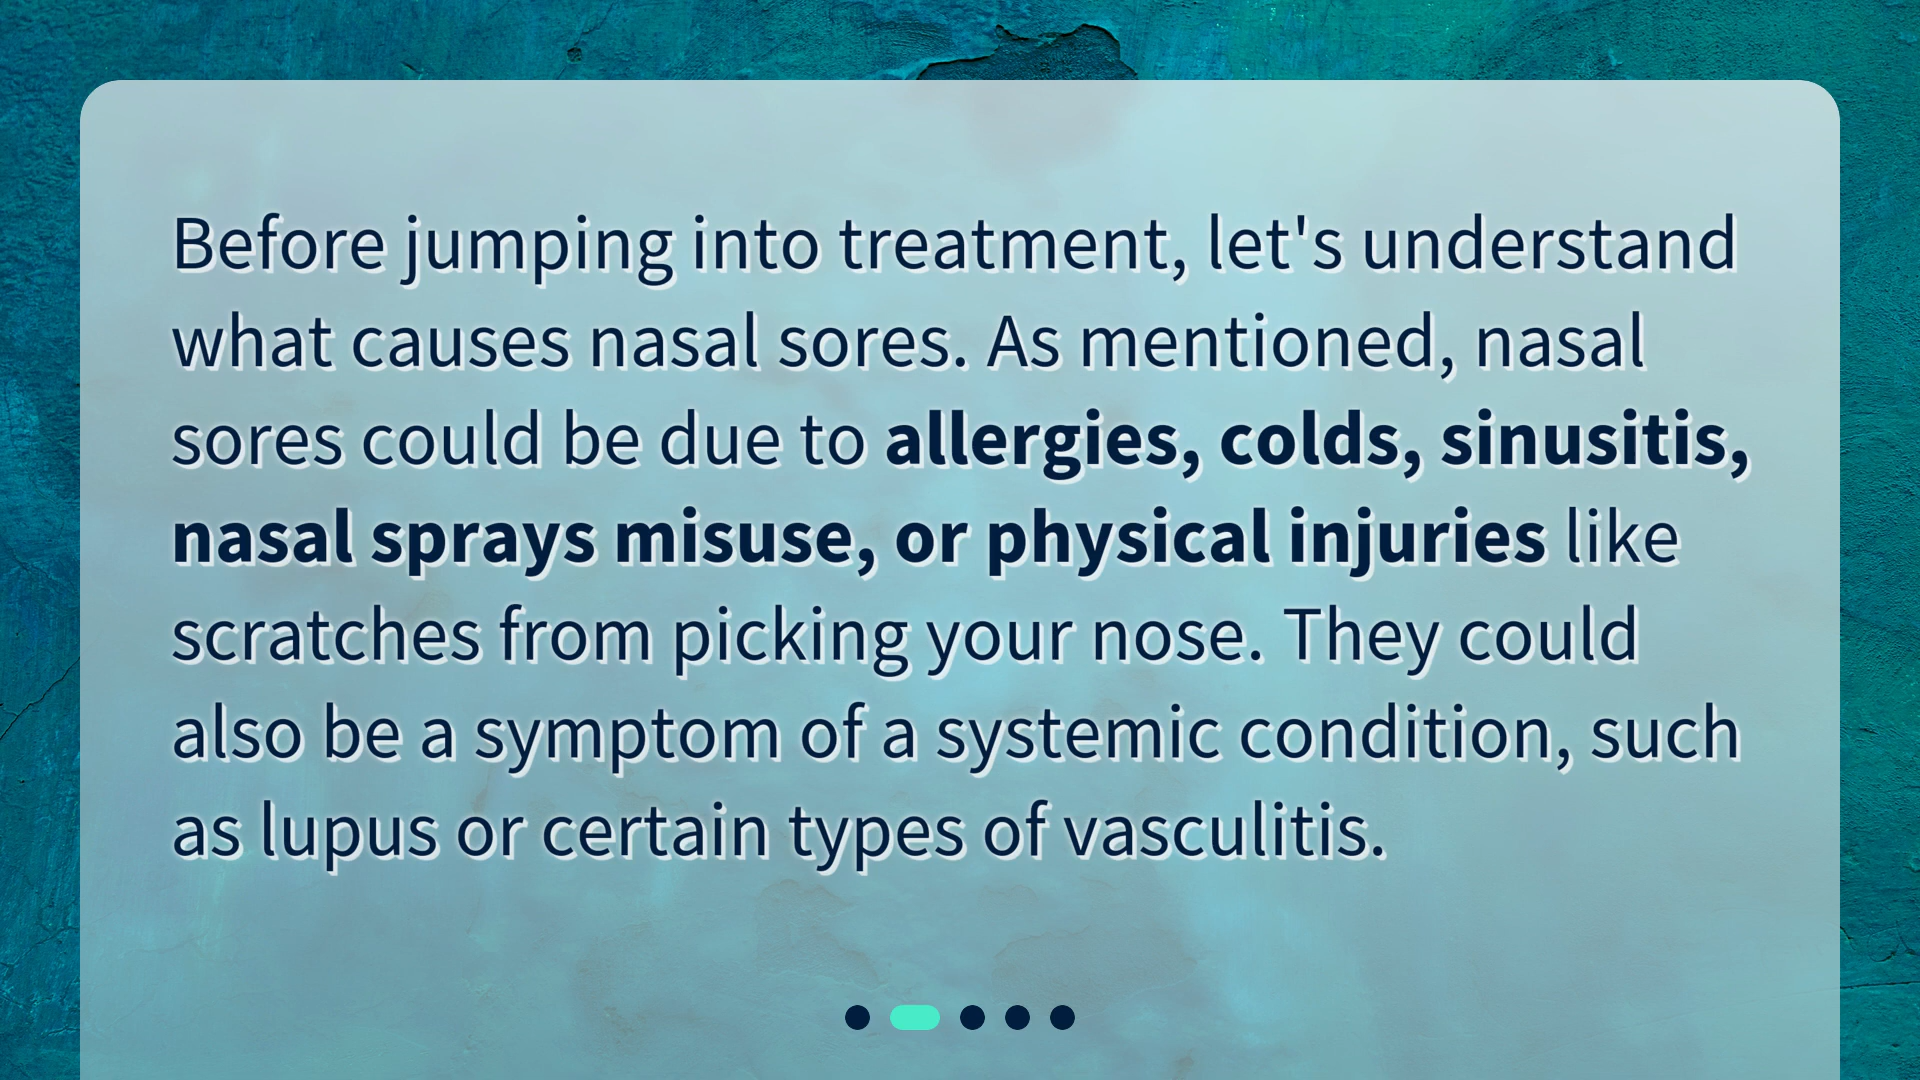 Before jumping into treatment, let's understand
what causes nasal sores. As mentioned, nasal
sores could be due to allergies, colds, sinusitis,
nasal sprays misuse, or physical injuries like
scratches from picking your nose. They could
also be a symptom of a systemic condition, such
as lupus or certain types of vasculitis.